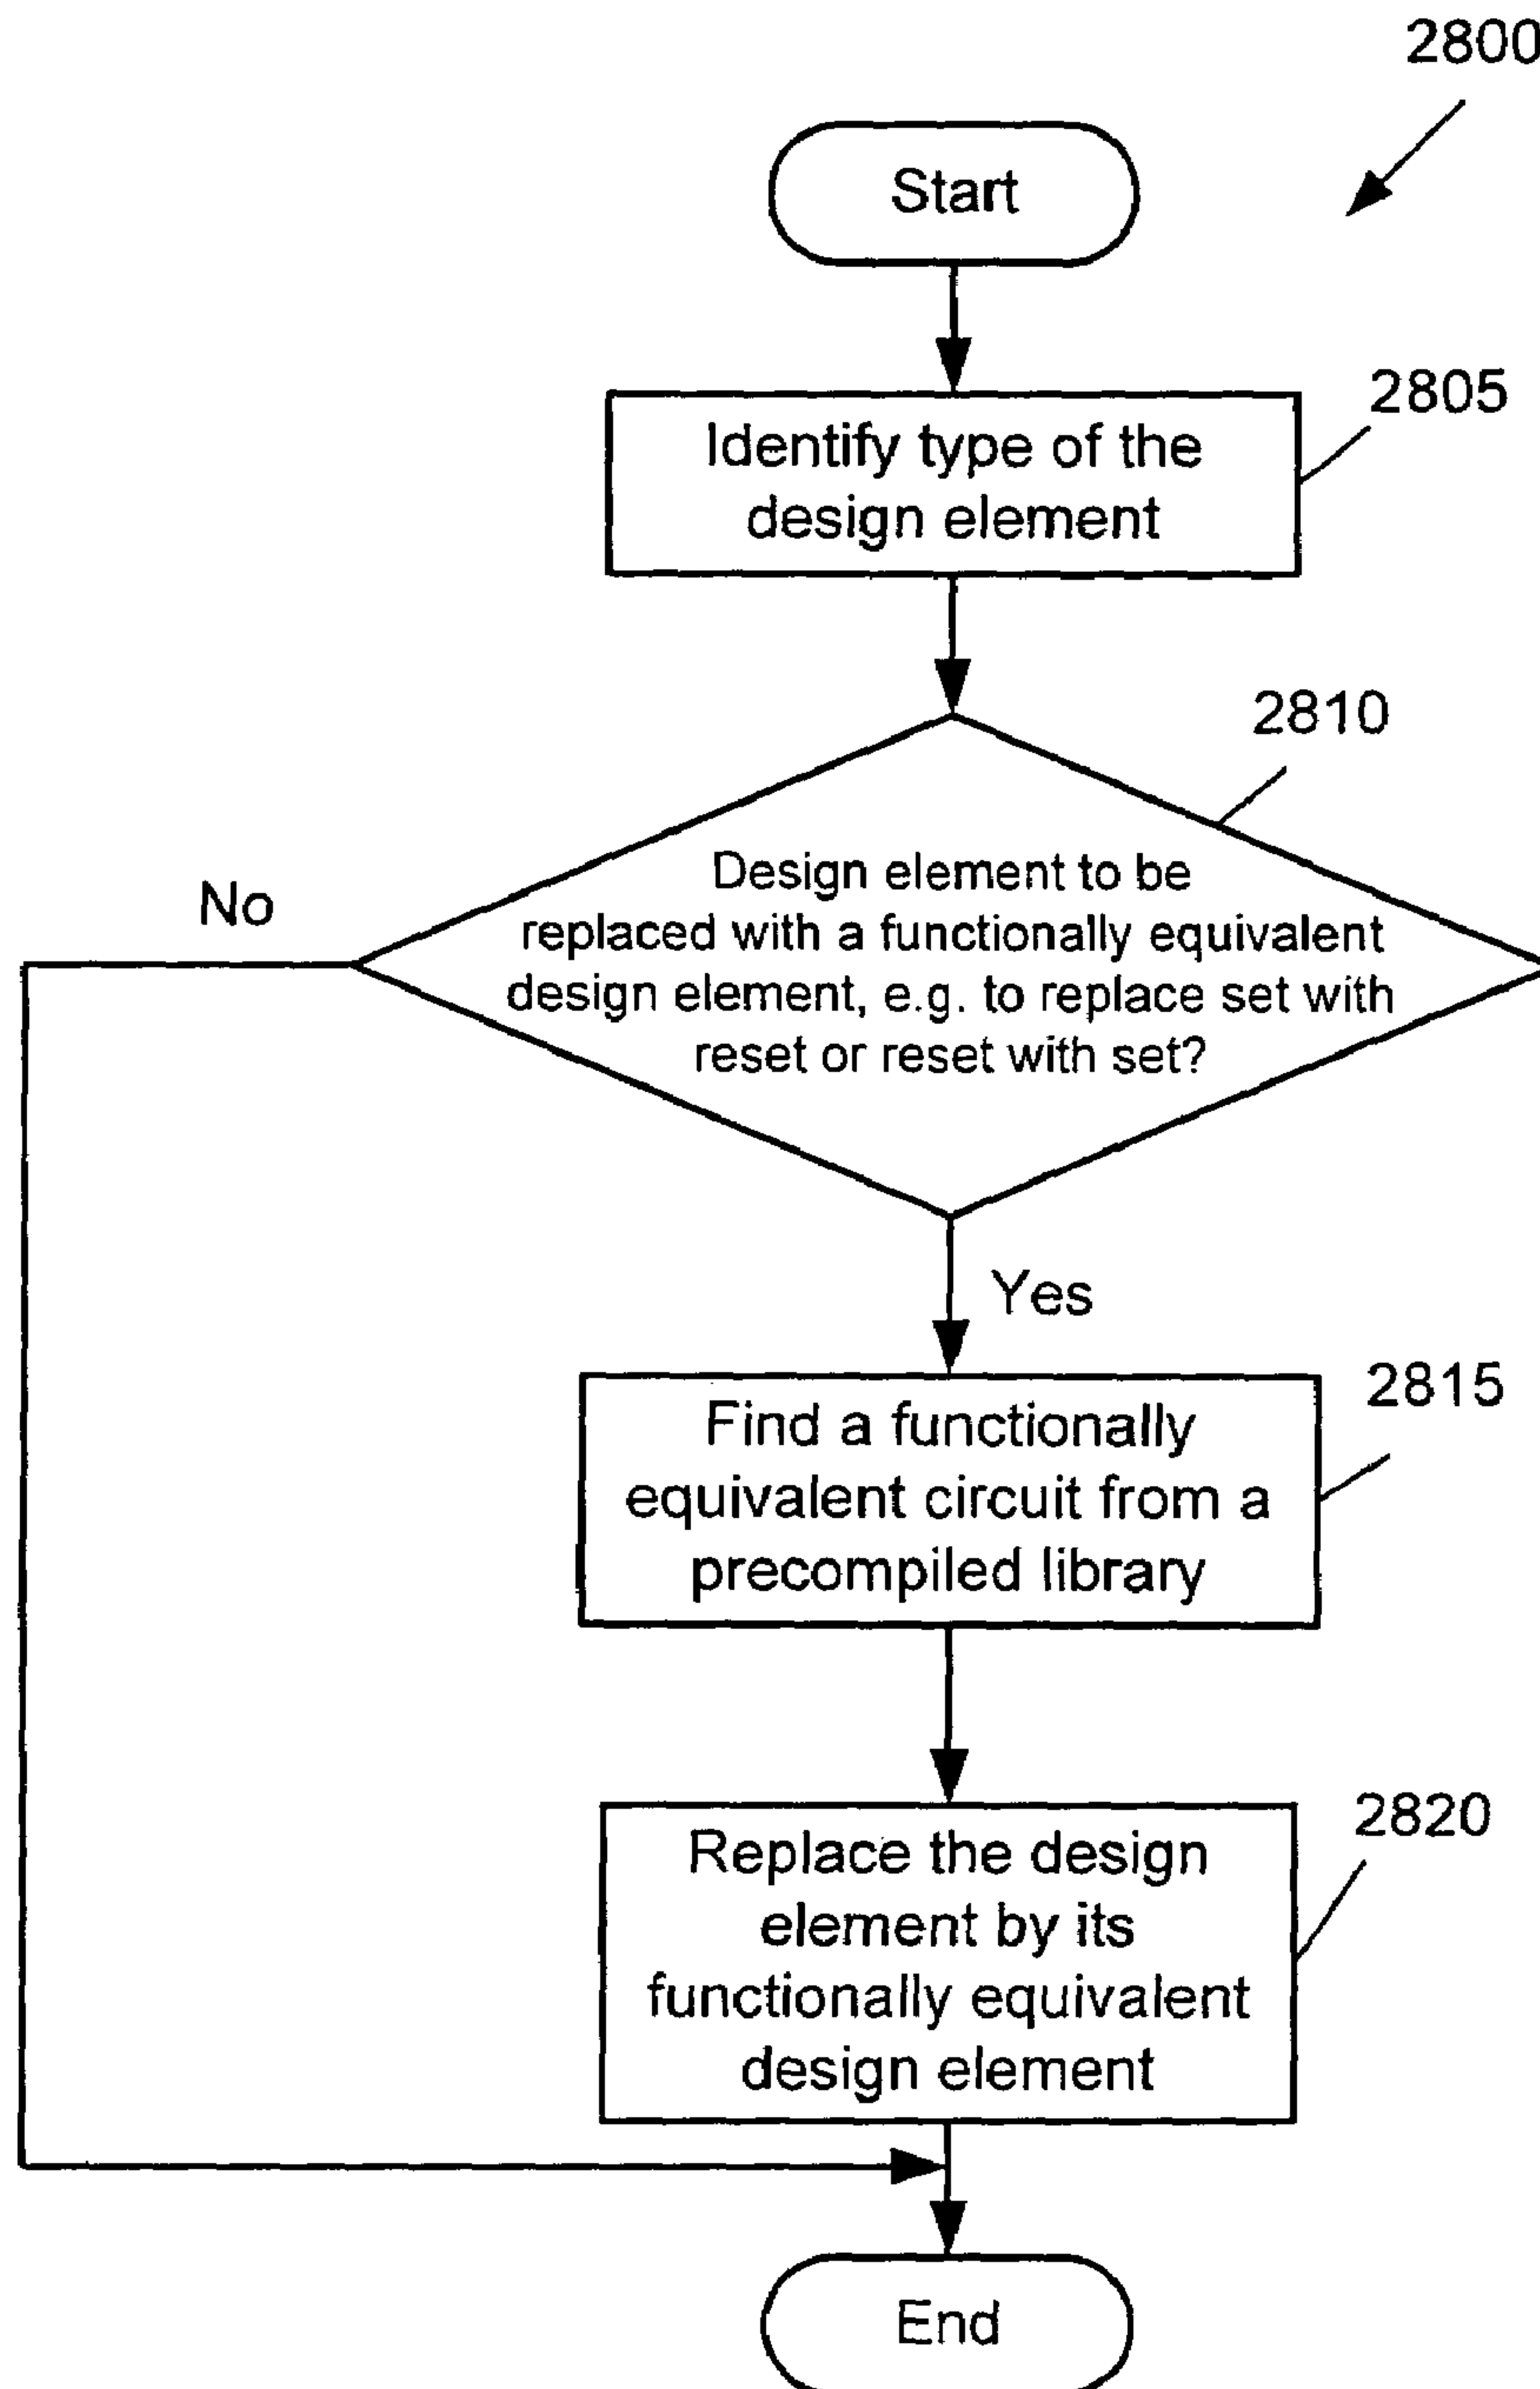 2800
Start
2805
Identify type of the
design element
2810
Design element to be
replaced with a functionally equivalent
design element, e.g. to replace set with
reset or reset with set?
No
Yes
2815
Find a functionally
equivalent circuit from a
precompiled library
2820
Replace the design
element by its
functionally equivalent
design element
End